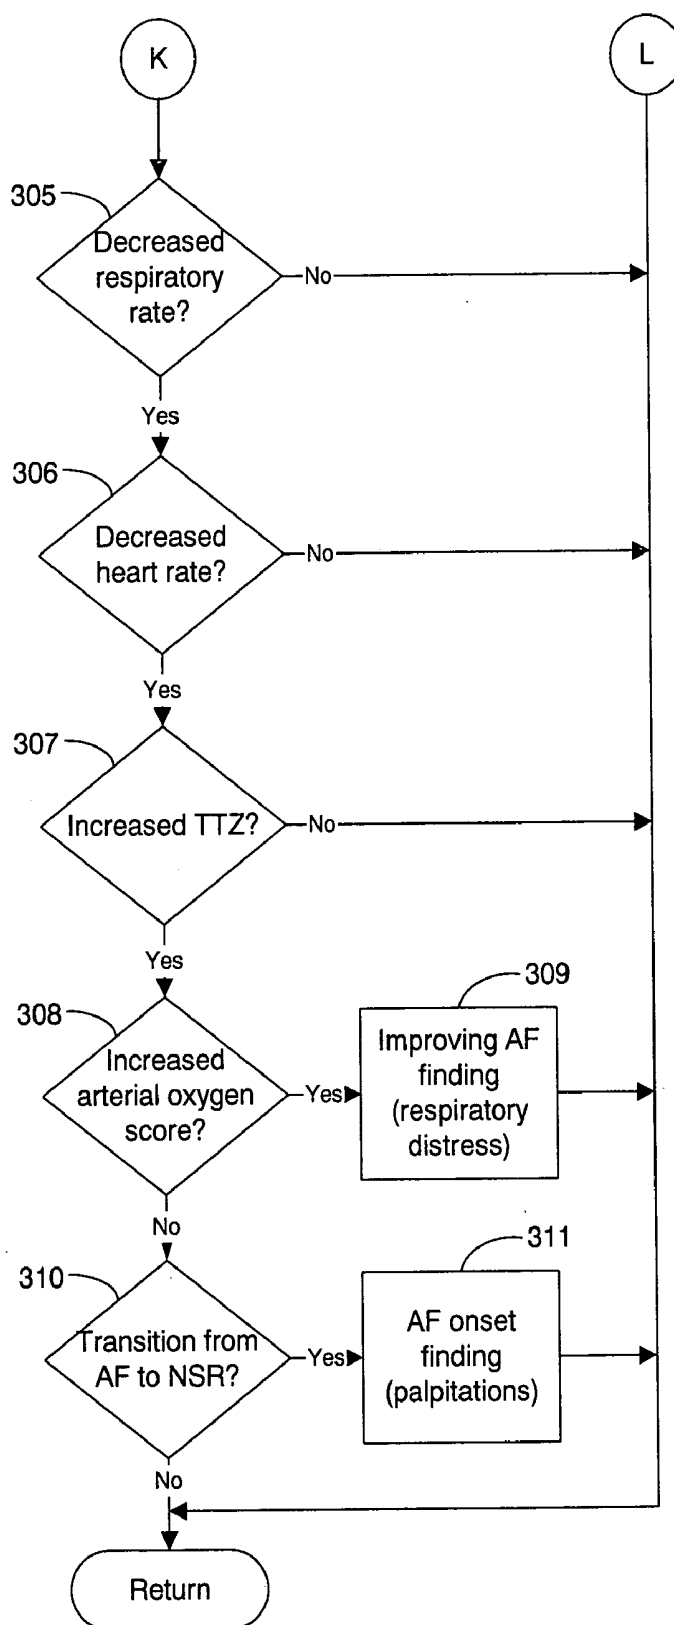 K
L
305
Decreased
respiratory
rate?
No
Yes
306
Decreased
heart rate?
No
Yes
307
Increased TTZ?
No
Yes
308
Increased
arterial oxygen
score?
Yes
309
Improving AF
finding
(respiratory
distress)
No
310
Transition from
AF to NSR?
Yes
311
AF onset
finding
(palpitations)
No
Return